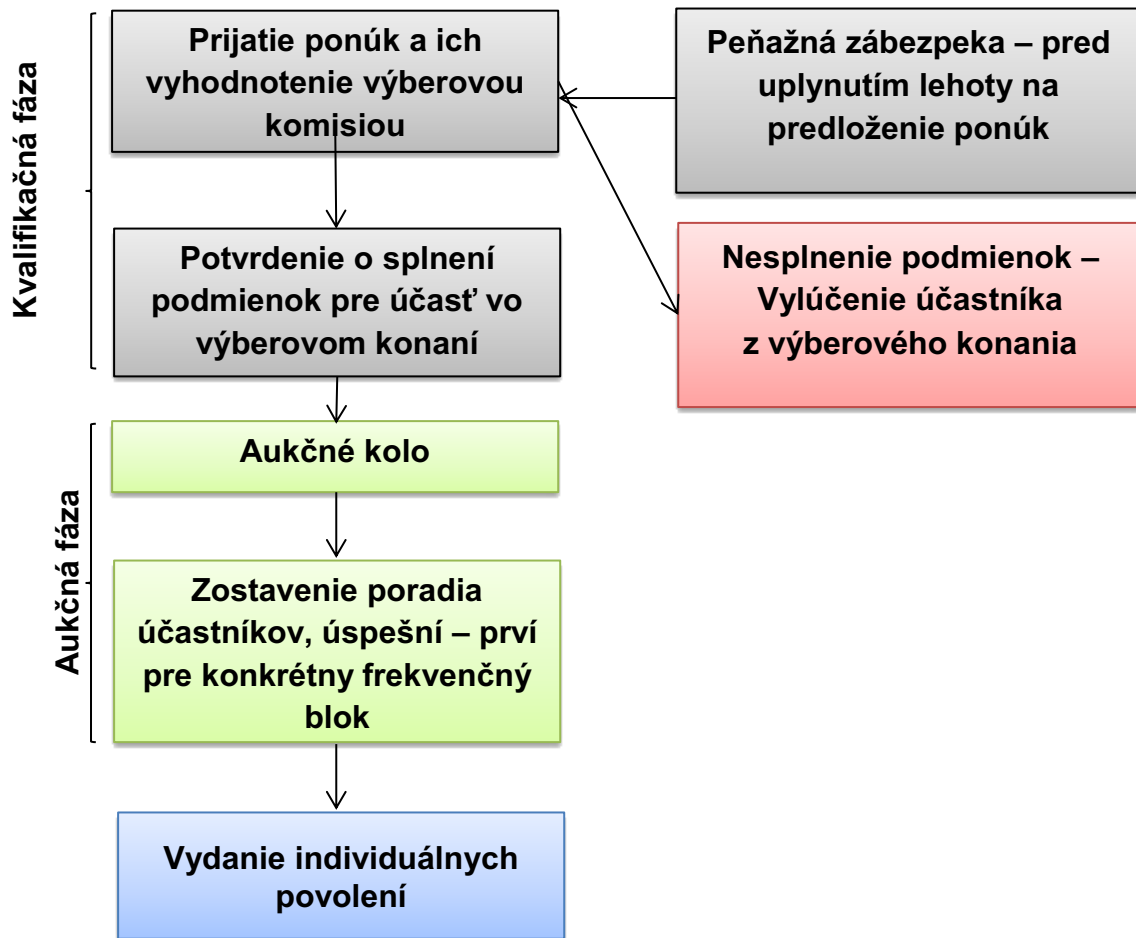 Kvalifikačná fáza
Prijatie ponúk a ich
vyhodnotenie výberovou
komisiou
Peňažná zábezpeka – pred
uplynutím lehoty na
predloženie ponúk
Potvrdenie o splnení
podmienok pre účasť vo
výberovom konaní
Nesplnenie podmienok –
Vylúčenie účastníka
z výberového konania
Aukčná fáza
Aukčné kolo
Zostavenie poradia
účastníkov, úspešní – prví
pre konkrétny frekvenčný
blok
Vydanie individuálnych
povolení